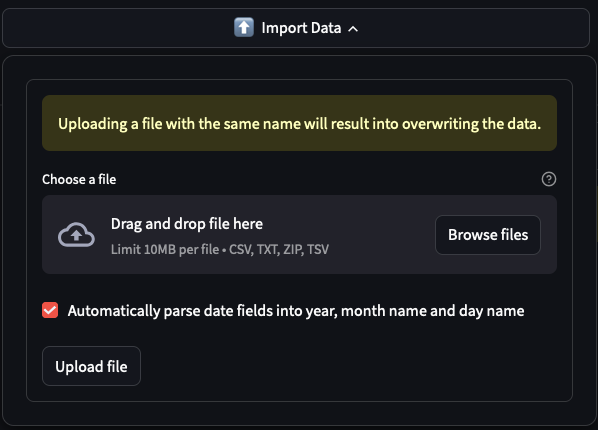 Import Data
Uploading a file with the same name will result into overwriting the data.
Choose a file
Drag and drop file here
Limit 10MB per file • CSV, TXT, ZIP, TSV
Browse files
Automatically parse date fields into year, month name and day name
Upload file